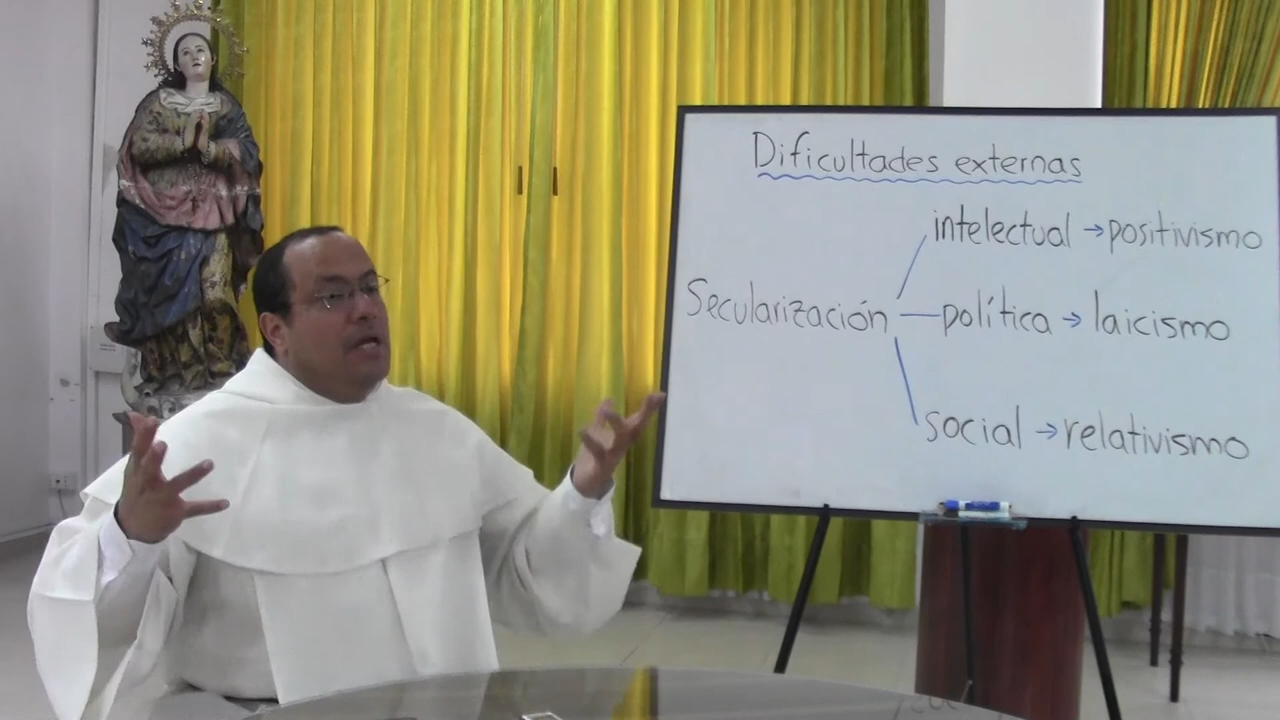 Dificultades externas
intelectual → positivismo
Secularización — política → laicismo
social → relativismo